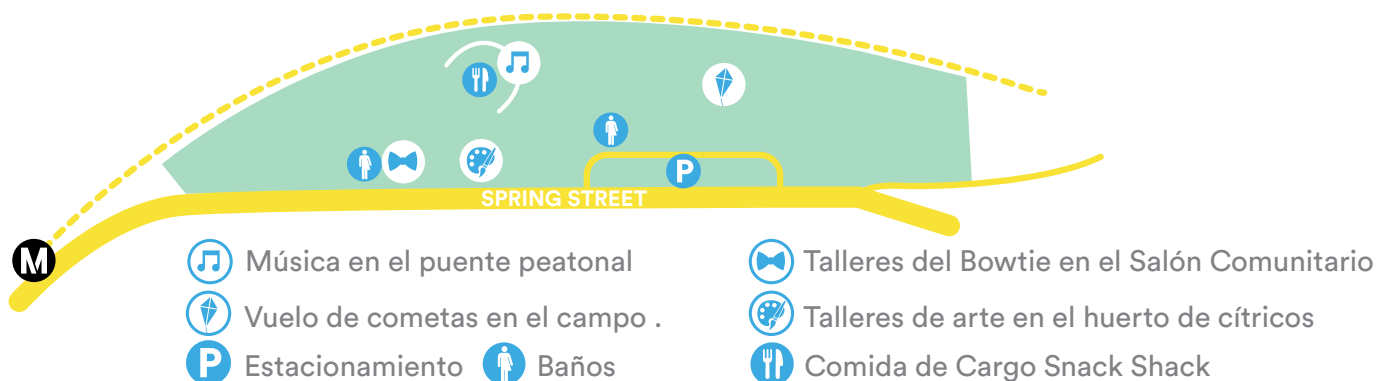 P
SPRING STREET
M
Música en el puente peatonal
Talleres del Bowtie en el Salón Comunitario
Vuelo de cometas en el campo .
Talleres de arte en el huerto de cítricos
P Estacionamiento Baños
Comida de Cargo Snack Shack